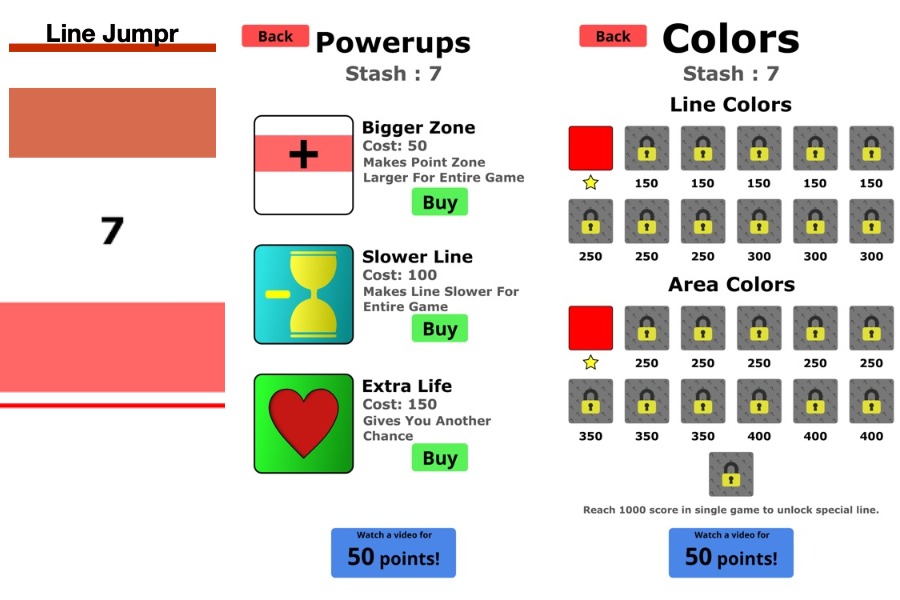 Line Jumpr
7
Back
Powerups
Stash : 7
Bigger Zone
Cost: 50
Makes Point Zone
Larger For Entire Game
Buy
Slower Line
Cost: 100
Makes Line Slower For
Entire Game
Buy
Extra Life
Cost: 150
Gives You Another
Chance
Buy
Watch a video for
50 points!
Back
Colors
Stash : 7
Line Colors
150 150 150 150 150
250 250 250 300 300 300
Area Colors
250 250 250 250 250
350 350 350 400 400 400
Reach 1000 score in single game to unlock special line.
Watch a video for
50 points!